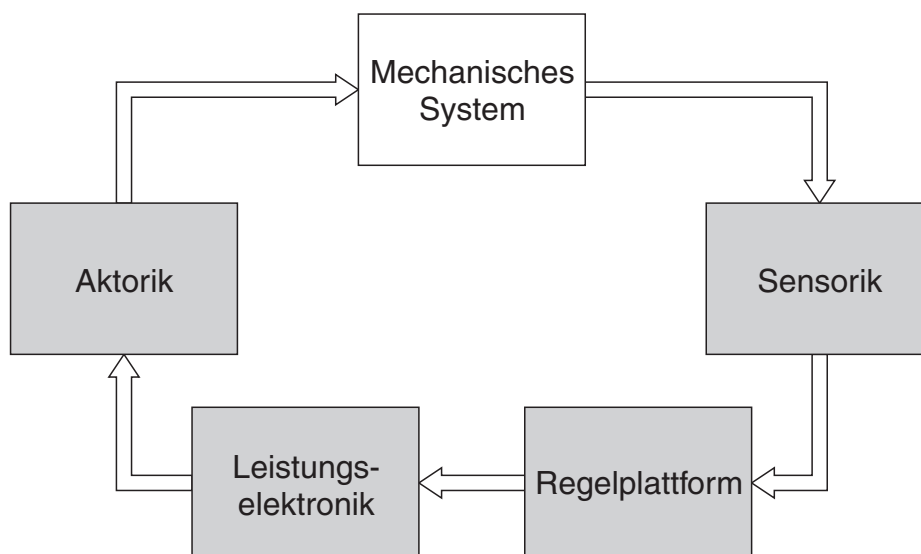 Mechanisches
System
Aktorik
Sensorik
Leistungs-
elektronik
Regelplattform